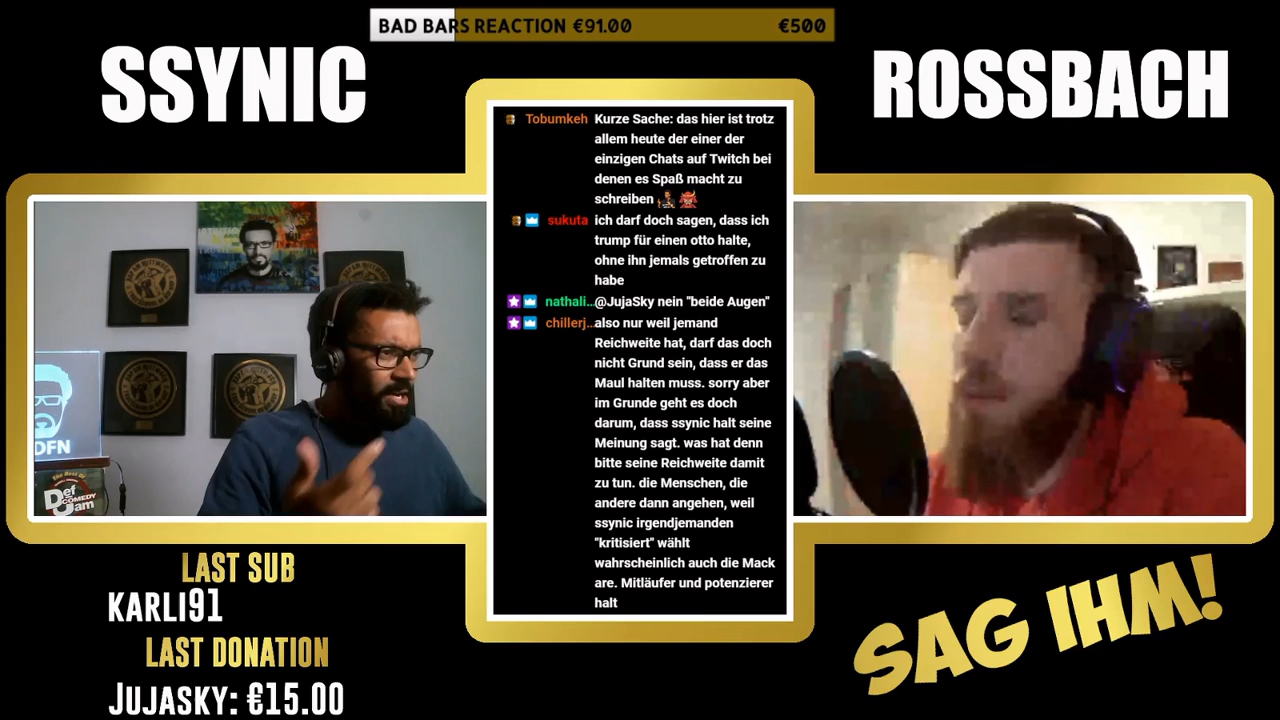 BAD BARS REACTION €91.00 €500
SSYNIC
ROSSBACH
Tobumkeh Kurze Sache: das hier ist trotz
allem heute der einer der
einzigen Chats auf Twitch bei
denen es Spaß macht zu
schreiben
sukuta ich darf doch sagen, dass ich
trump für einen otto halte,
ohne ihn jemals getroffen zu
habe
nathali... @JujaSky nein "beide Augen"
chillerj... also nur weil jemand
Reichweite hat, darf das doch
nicht Grund sein, dass er das
Maul halten muss. sorry aber
im Grunde geht es doch
darum, dass ssynic halt seine
Meinung sagt. was hat denn
bitte seine Reichweite damit
zu tun. die Menschen, die
andere dann angehen, weil
ssynic irgendjemanden
"kritisiert" wählt
wahrscheinlich auch die Mack
are. Mitläufer und potenzierer
halt
DFN
The Best Of
Def
COMEDY
Jam
LAST SUB
KARLI91
LAST DONATION
JUJASKY: €15.00
SAG IHM!